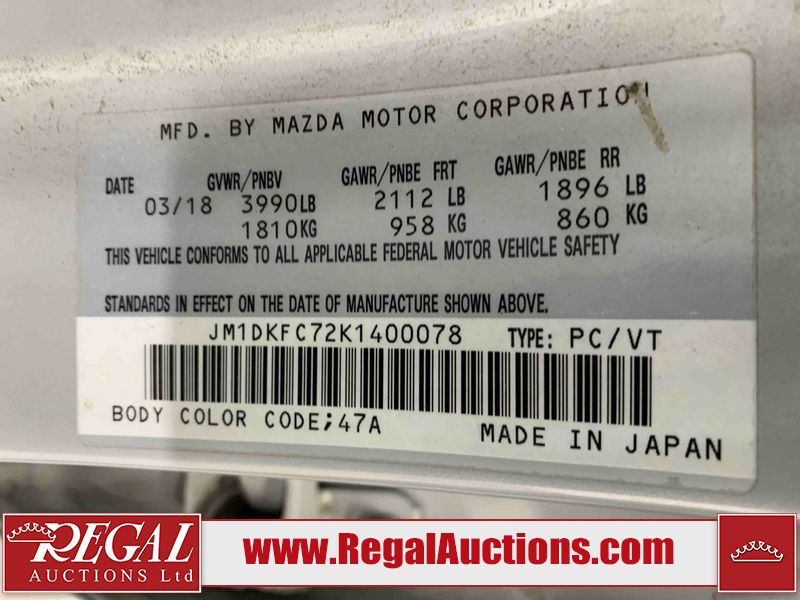 MFD. BY MAZDA MOTOR CORPORATION
DATE GVWR/PNBV GAWR/PNBE FRT GAWR/PNBE RR
03/18 3990LB 2112 LB 1896 LB
1810KG 958 KG 860 KG
THIS VEHICLE CONFORMS TO ALL APPLICABLE FEDERAL MOTOR VEHICLE SAFETY
STANDARDS IN EFFECT ON THE DATE OF MANUFACTURE SHOWN ABOVE.
JM1DKFC72K1400078 TYPE: PC/VT
BODY COLOR CODE;47A MADE IN JAPAN
REGAL
AUCTIONS Ltd
www.RegalAuctions.com